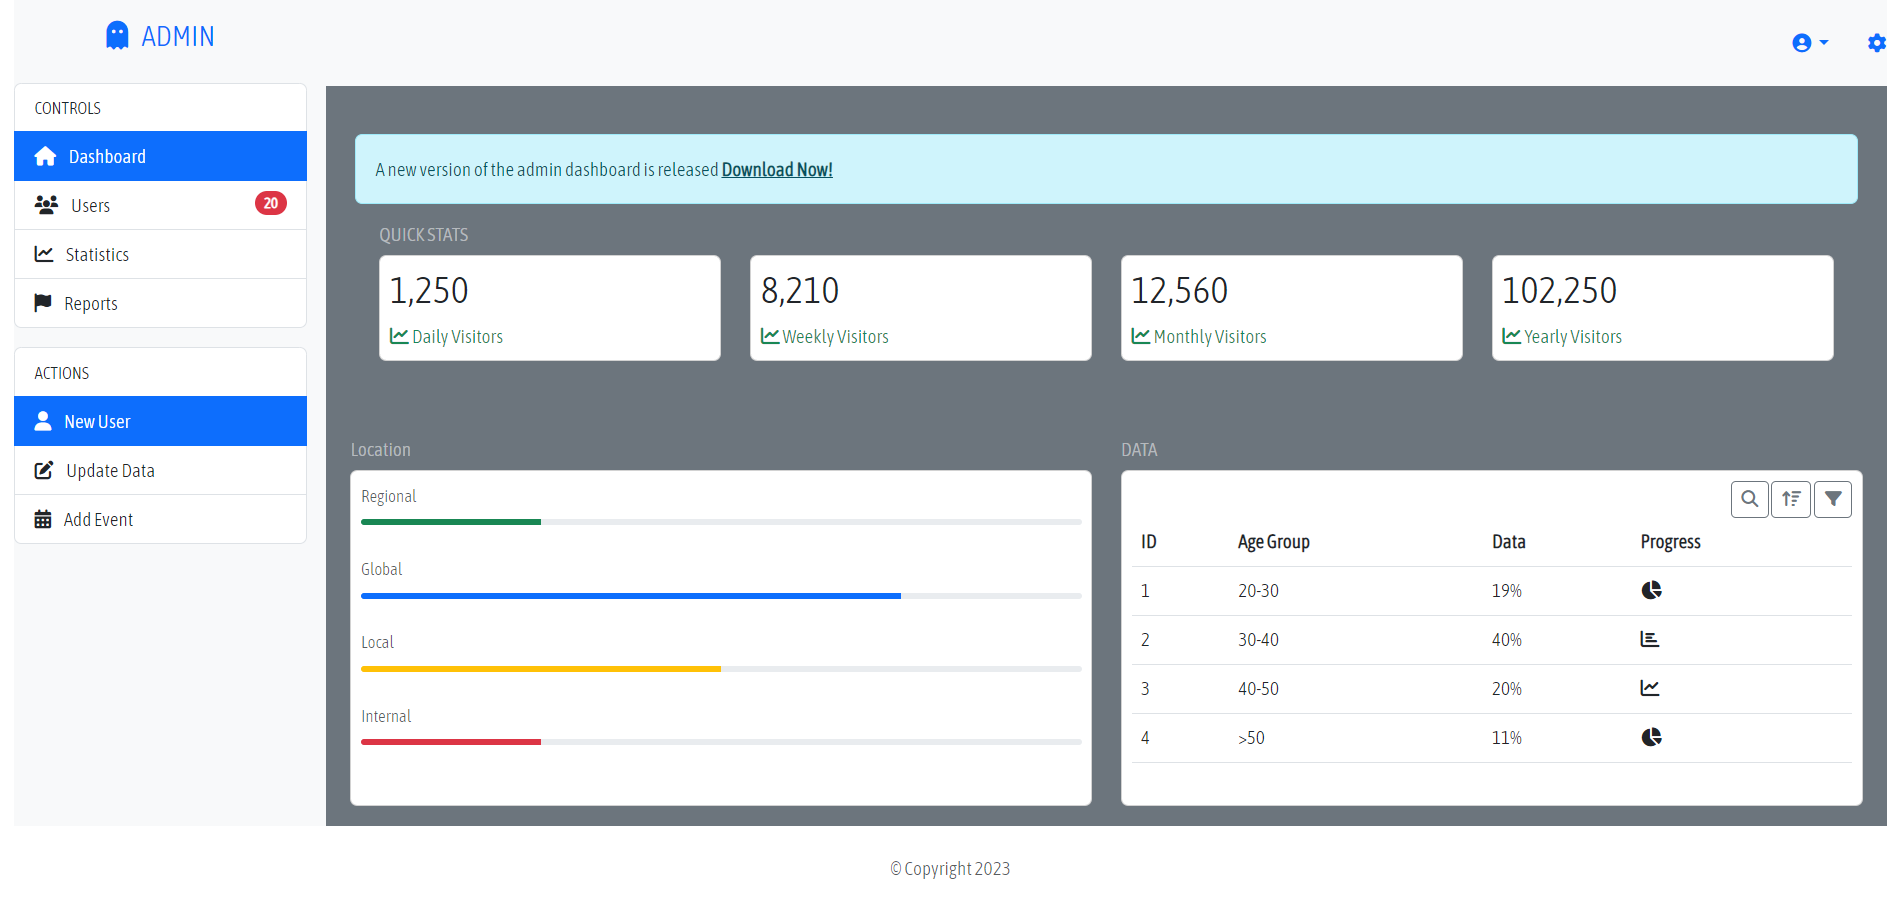 ADMIN
CONTROLS
Dashboard
Users 20
Statistics
Reports
ACTIONS
New User
Update Data
Add Event
A new version of the admin dashboard is released Download Now!
QUICK STATS
1,250
Daily Visitors
8,210
Weekly Visitors
12,560
Monthly Visitors
102,250
Yearly Visitors
Location
Regional
Global
Local
Internal
DATA
ID Age Group Data Progress
1 20-30 19%
2 30-40 40%
3 40-50 20%
4 >50 11%
© Copyright 2023